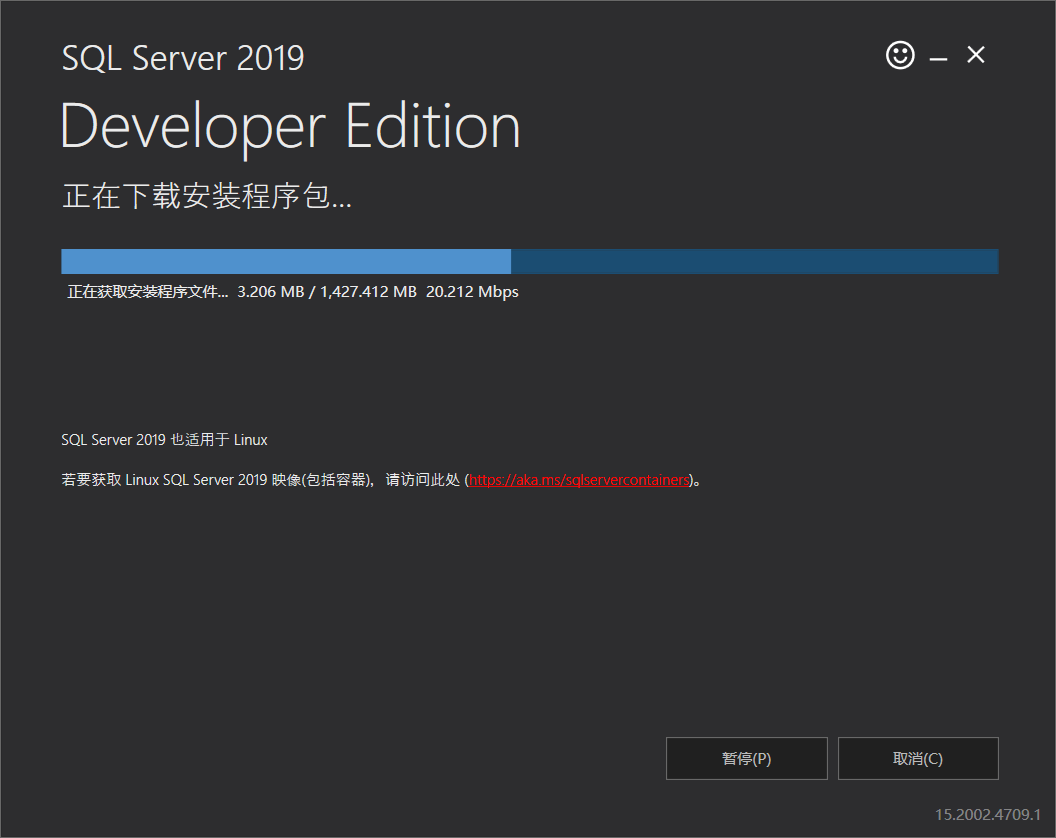 SQL Server 2019
Developer Edition
正在下载安装程序包...
正在获取安装程序文件... 3.206 MB / 1,427.412 MB 20.212 Mbps
SQL Server 2019 也适用于 Linux
若要获取 Linux SQL Server 2019 映像(包括容器)，请访问此处 (https://aka.ms/sqlservercontainers)。
暂停(P) 取消(C)
15.2002.4709.1